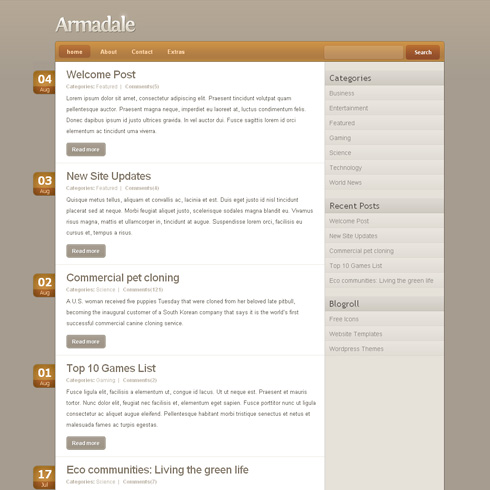 Armadale
home
About
Contact
Extras
Search
04
Aug
Welcome Post
Categories: Featured | Comments(5)
Lorem ipsum dolor sit amet, consectetur adipiscing elit. Praesent tincidunt volutpat quam
pellentesque auctor. Praesent magna neque, imperdiet eu laoreet at, luctus condimentum felis.
Donec dapibus ipsum id justo ultrices gravida. In vel auctor dui. Fusce sagittis lorem id orci
elementum ac tincidunt urna viverra.
Read more
03
Aug
New Site Updates
Categories: Featured | Comments(4)
Quisque metus tellus, aliquam et convallis ac, lacinia et est. Duis eget justo id nisl tincidunt
placerat sed at neque. Morbi feugiat aliquet justo, scelerisque sodales magna blandit eu. Vivamus
risus magna, mattis et ullamcorper in, tincidunt at augue. Suspendisse lorem orci, facilisis eu
cursus et, tempus a risus.
Read more
02
Aug
Commercial pet cloning
Categories: Science | Comments(124)
A U.S. woman received five puppies Tuesday that were cloned from her beloved late pitbull,
becoming the inaugural customer of a South Korean company that says it is the world's first
successful commercial canine cloning service.
Read more
01
Aug
Top 10 Games List
Categories: Gaming | Comments(2)
Fusce ligula elit, facilisis a elementum ut, congue id lacus. Ut ut neque est. Praesent et mauris
tortor. Nunc dolor elit, feugiat nec facilisis et, elementum eget sapien. Fusce porttitor nunc ut ligula
consectetur ac aliquet augue eleifend. Pellentesque habitant morbi tristique senectus et netus et
malesuada fames ac turpis egestas.
Read more
17
Jul
Eco communities: Living the green life
Categories: Science | Comments(7)
Categories
Business
Entertainment
Featured
Gaming
Science
Technology
World News
Recent Posts
Welcome Post
New Site Updates
Commercial pet cloning
Top 10 Games List
Eco communities: Living the green life
Blogroll
Free Icons
Website Templates
Wordpress Themes